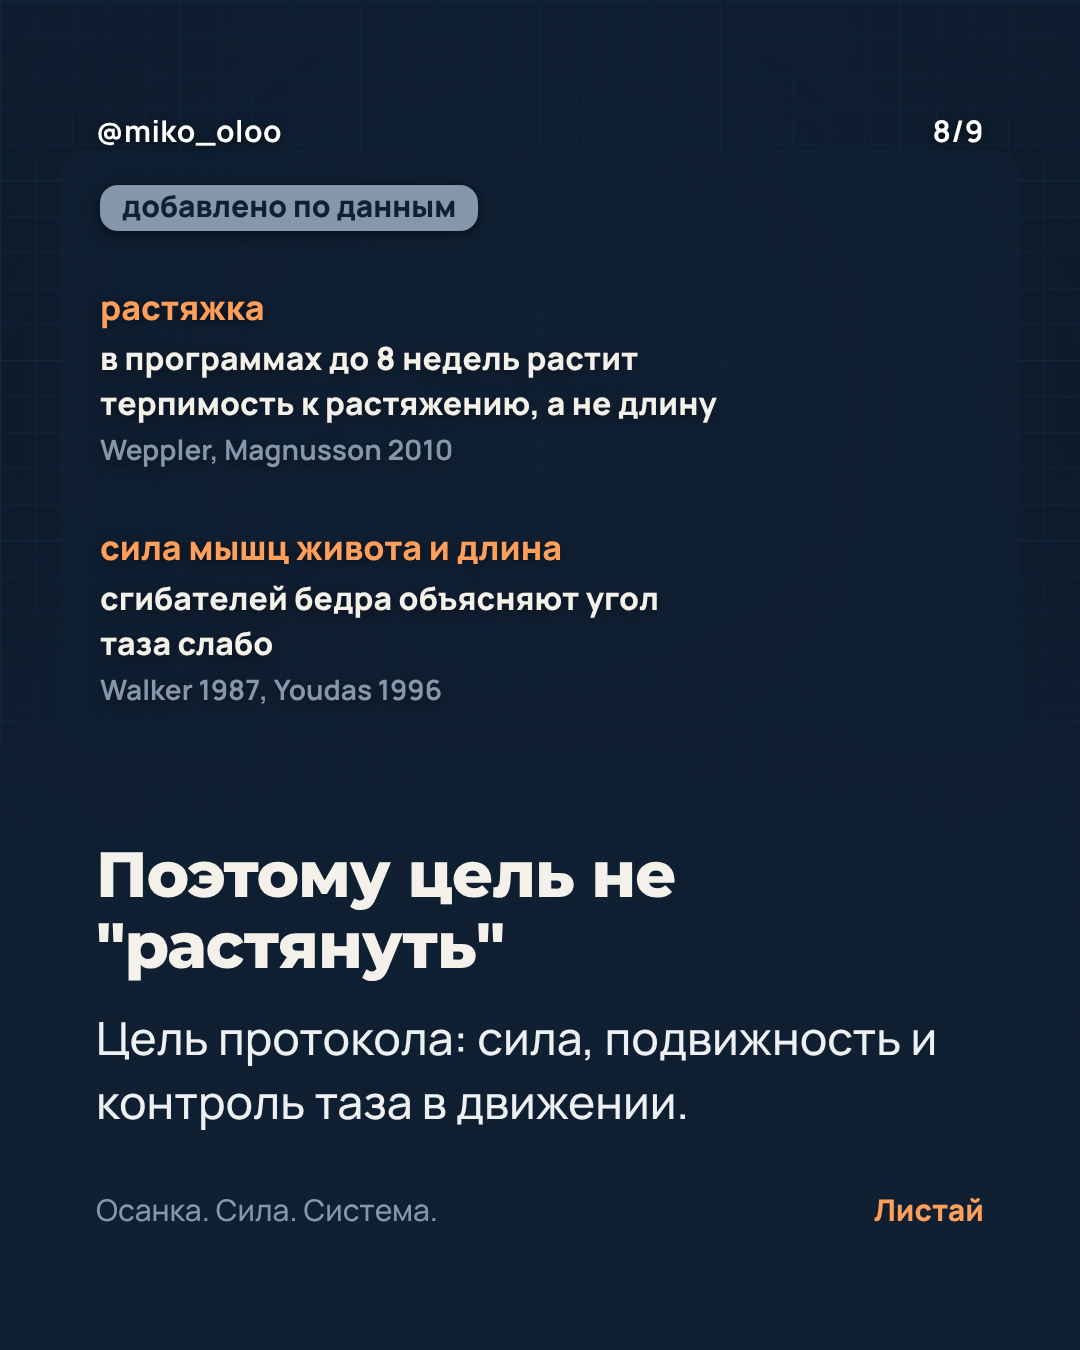 @miko_oloo
8/9
добавлено по данным
растяжка
в программах до 8 недель растит
терпимость к растяжению, а не длину
Weppler, Magnusson 2010
сила мышц живота и длина
сгибателей бедра объясняют угол
таза слабо
Walker 1987, Youdas 1996
Поэтому цель не
"растянуть"
Цель протокола: сила, подвижность и
контроль таза в движении.
Осанка. Сила. Система.
Листай